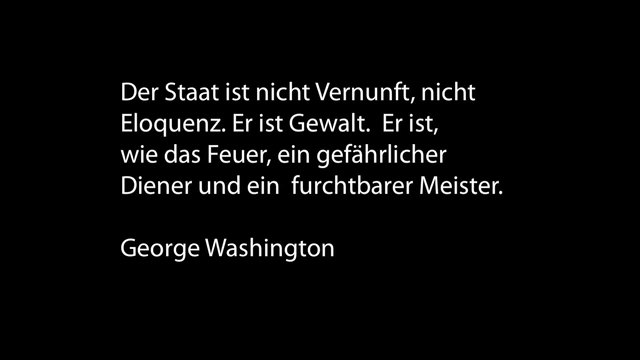 Der Staat ist nicht Vernunft, nicht
Eloquenz. Er ist Gewalt.  Er ist,
wie das Feuer, ein gefährlicher
Diener und ein  furchtbarer Meister.
George Washington